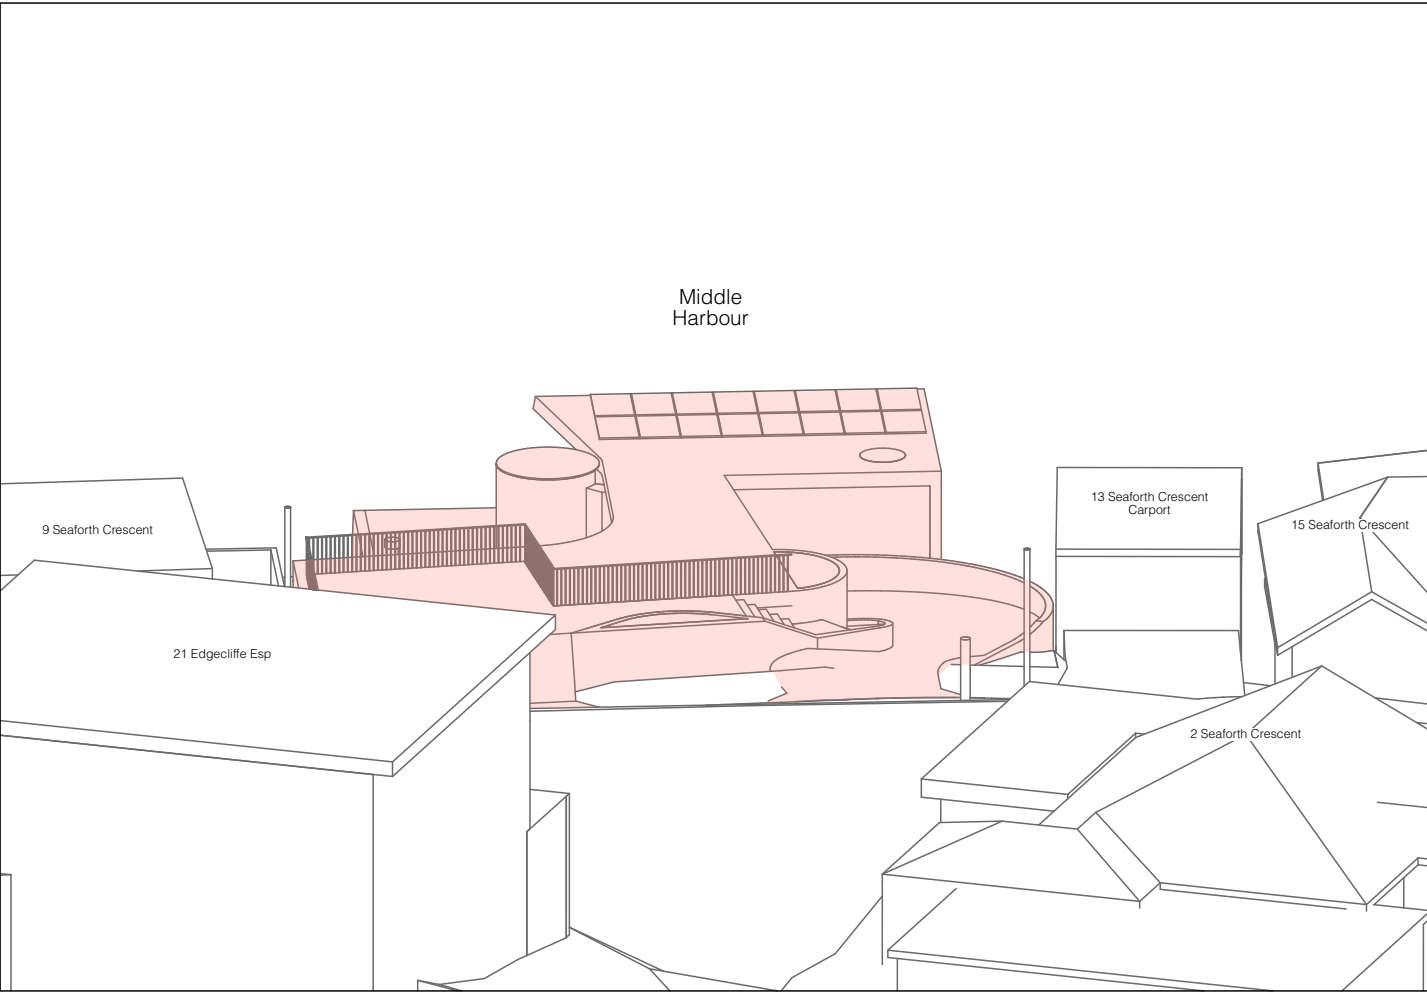 Middle
Harbour
9 Seaforth Crescent
13 Seaforth Crescent
Carport
15 Seaforth Crescent
21 Edgecliffe Esp
2 Seaforth Crescent